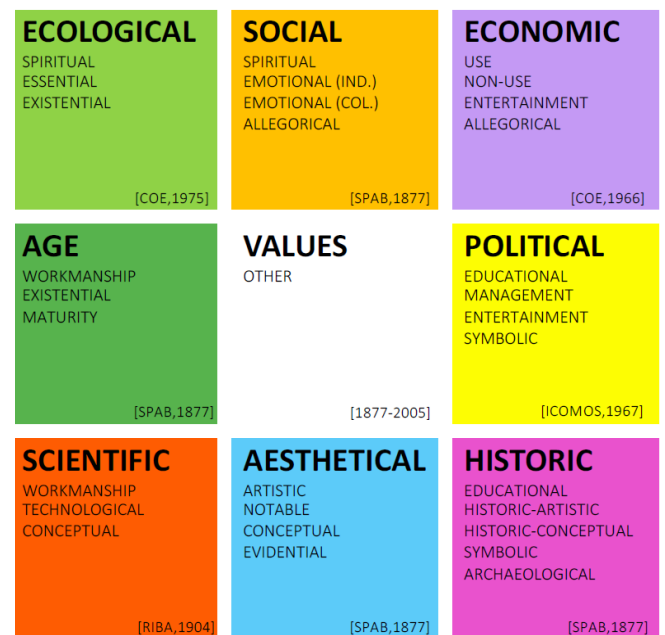 ECOLOGICAL
SPIRITUAL
ESSENTIAL
EXISTENTIAL
[COE,1975]
SOCIAL
SPIRITUAL
EMOTIONAL (IND.)
EMOTIONAL (COL.)
ALLEGORICAL
[SPAB,1877]
ECONOMIC
USE
NON-USE
ENTERTAINMENT
ALLEGORICAL
[COE,1966]
AGE
WORKMANSHIP
EXISTENTIAL
MATURITY
[SPAB,1877]
VALUES
OTHER
[1877-2005]
POLITICAL
EDUCATIONAL
MANAGEMENT
ENTERTAINMENT
SYMBOLIC
[ICOMOS,1967]
SCIENTIFIC
WORKMANSHIP
TECHNOLOGICAL
CONCEPTUAL
[RIBA,1904]
AESTHETICAL
ARTISTIC
NOTABLE
CONCEPTUAL
EVIDENTIAL
[SPAB,1877]
HISTORIC
EDUCATIONAL
HISTORIC-ARTISTIC
HISTORIC-CONCEPTUAL
SYMBOLIC
ARCHAEOLOGICAL
[SPAB,1877]